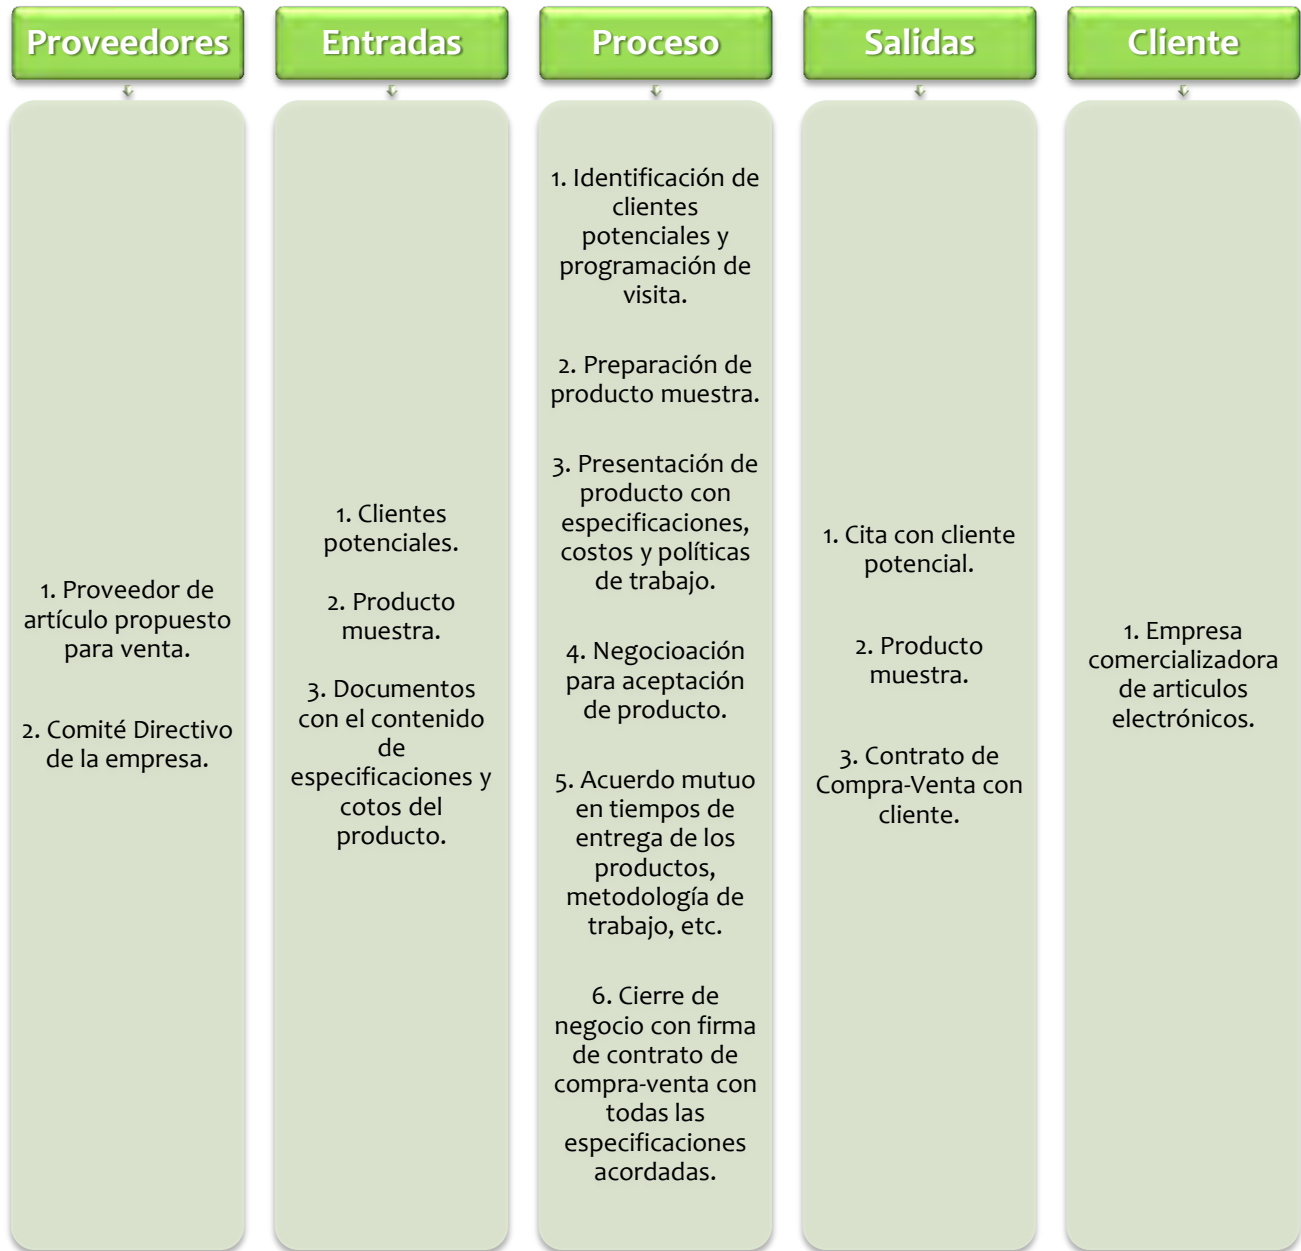 Proveedores
1. Proveedor de
artículo propuesto
para venta.
2. Comité Directivo
de la empresa.
Entradas
1. Clientes
potenciales.
2. Producto
muestra.
3. Documentos
con el contenido
de
especificaciones y
cotos del
producto.
Proceso
1. Identificación de
clientes
potenciales y
programación de
visita.
2. Preparación de
producto muestra.
3. Presentación de
producto con
especificaciones,
costos y políticas
de trabajo.
4. Negocioación
para aceptación
de producto.
5. Acuerdo mutuo
en tiempos de
entrega de los
productos,
metodología de
trabajo, etc.
6. Cierre de
negocio con firma
de contrato de
compra-venta con
todas las
especificaciones
acordadas.
Salidas
1. Cita con cliente
potencial.
2. Producto
muestra.
3. Contrato de
Compra-Venta con
cliente.
Cliente
1. Empresa
comercializadora
de articulos
electrónicos.